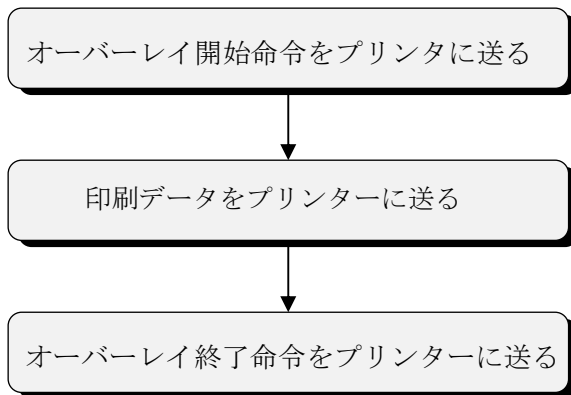 オーバーレイ開始命令をプリンタに送る
印刷データをプリンターに送る
オーバーレイ終了命令をプリンターに送る